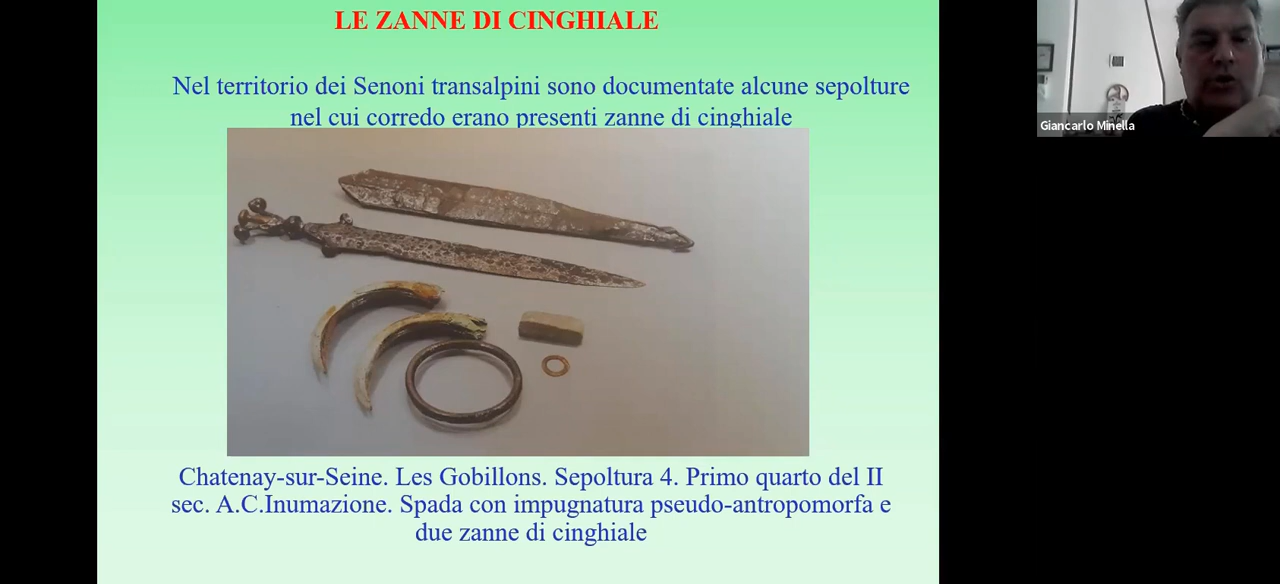 LE ZANNE DI CINGHIALE
Nel territorio dei Senoni transalpini sono documentate alcune sepolture
nel cui corredo erano presenti zanne di cinghiale
Giancarlo Minella
Chatenay-sur-Seine. Les Gobillons. Sepoltura 4. Primo quarto del II
sec. A.C.Inumazione. Spada con impugnatura pseudo-antropomorfa e
due zanne di cinghiale